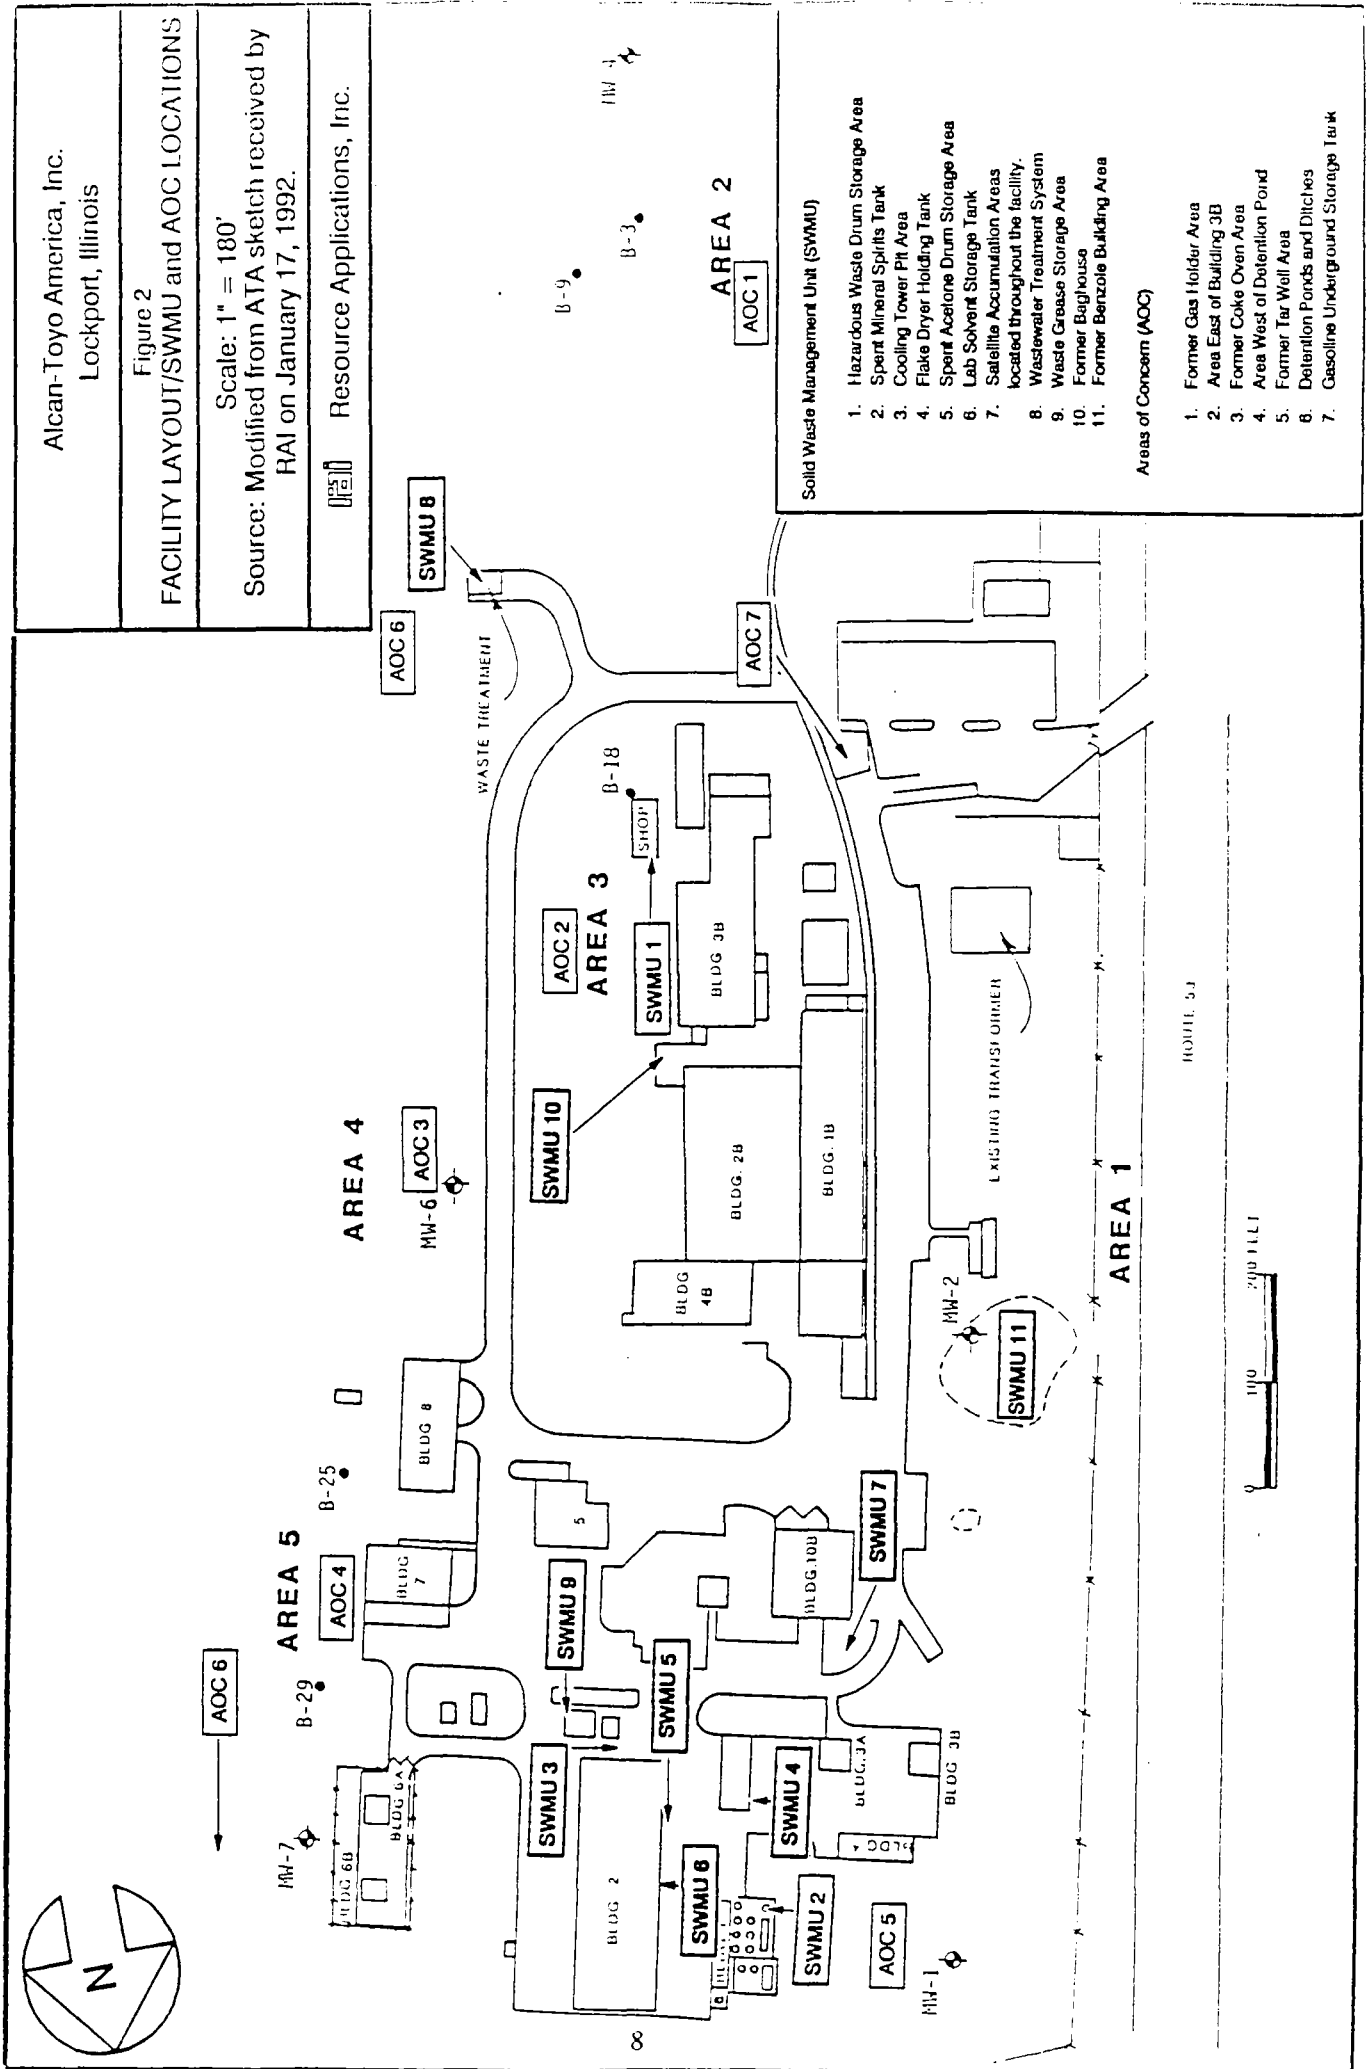 Alcan-Toyo America, Inc.
Lockport, Illinois
Figure 2
FACILITY LAYOUT/SWMU and AOC LOCATIONS
Scale: 1" = 180'
Source: Modified from ATA sketch received by
RAI on January 17, 1992.
Resource Applications, Inc.
N
AOC 6
AREA 5
AOC 4
B-29
B-25
MW-7
BLDG 6B
BLDG 6A
BLDG 7
BLDG 8
AREA 4
AOC 3
MW-6
AOC 6
SWMU 8
WASTE TREATMENT
B-9
B-3
AREA 2
AOC 1
AOC 2
AREA 3
B-18
SHOP
SWMU 1
SWMU 10
BLDG 3B
BLDG. 2B
BLDG. 1B
BLDG 4B
AOC 7
5
SWMU 9
SWMU 3
SWMU 5
BLDG 2
SWMU 6
SWMU 4
SWMU 2
BLDG.10B
SWMU 7
BLDG.3A
BLDG 3B
AOC 5
MW-1
MW-2
SWMU 11
EXISTING TRANSFORMER
AREA 1
0 100 200 FEET
Solid Waste Management Unit (SWMU)
1. Hazardous Waste Drum Storage Area
2. Spent Mineral Spirits Tank
3. Cooling Tower Pit Area
4. Flake Dryer Holding Tank
5. Spent Acetone Drum Storage Area
6. Lab Solvent Storage Tank
7. Satellite Accumulation Areas
located throughout the facility.
8. Wastewater Treatment System
9. Waste Grease Storage Area
10. Former Baghouse
11. Former Benzole Building Area
Areas of Concern (AOC)
1. Former Gas Holder Area
2. Area East of Building 3B
3. Former Coke Oven Area
4. Area West of Detention Pond
5. Former Tar Well Area
6. Detention Ponds and Ditches
7. Gasoline Underground Storage Tank
8